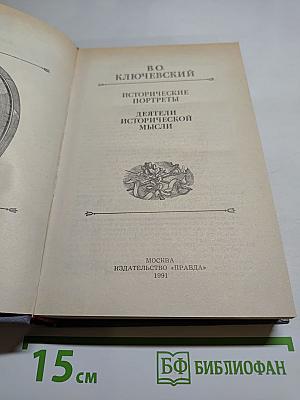 В.О.
КЛЮЧЕВСКИЙ
ИСТОРИЧЕСКИЕ
ПОРТРЕТЫ
ДЕЯТЕЛИ
ИСТОРИЧЕСКОЙ
МЫСЛИ
МОСКВА
ИЗДАТЕЛЬСТВО «ПРАВДА»
1991
15 см
БФ БИБЛИОФАН